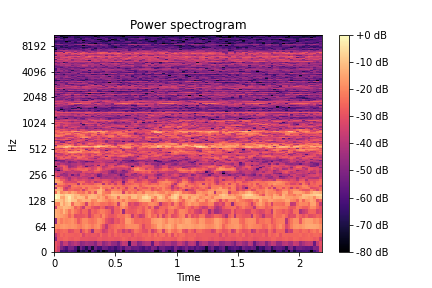 Power spectrogram
8192
4096
2048
1024
512
256
128
64
0
Hz
0
0.5
1
1.5
2
Time
+0 dB
-10 dB
-20 dB
-30 dB
-40 dB
-50 dB
-60 dB
-70 dB
-80 dB